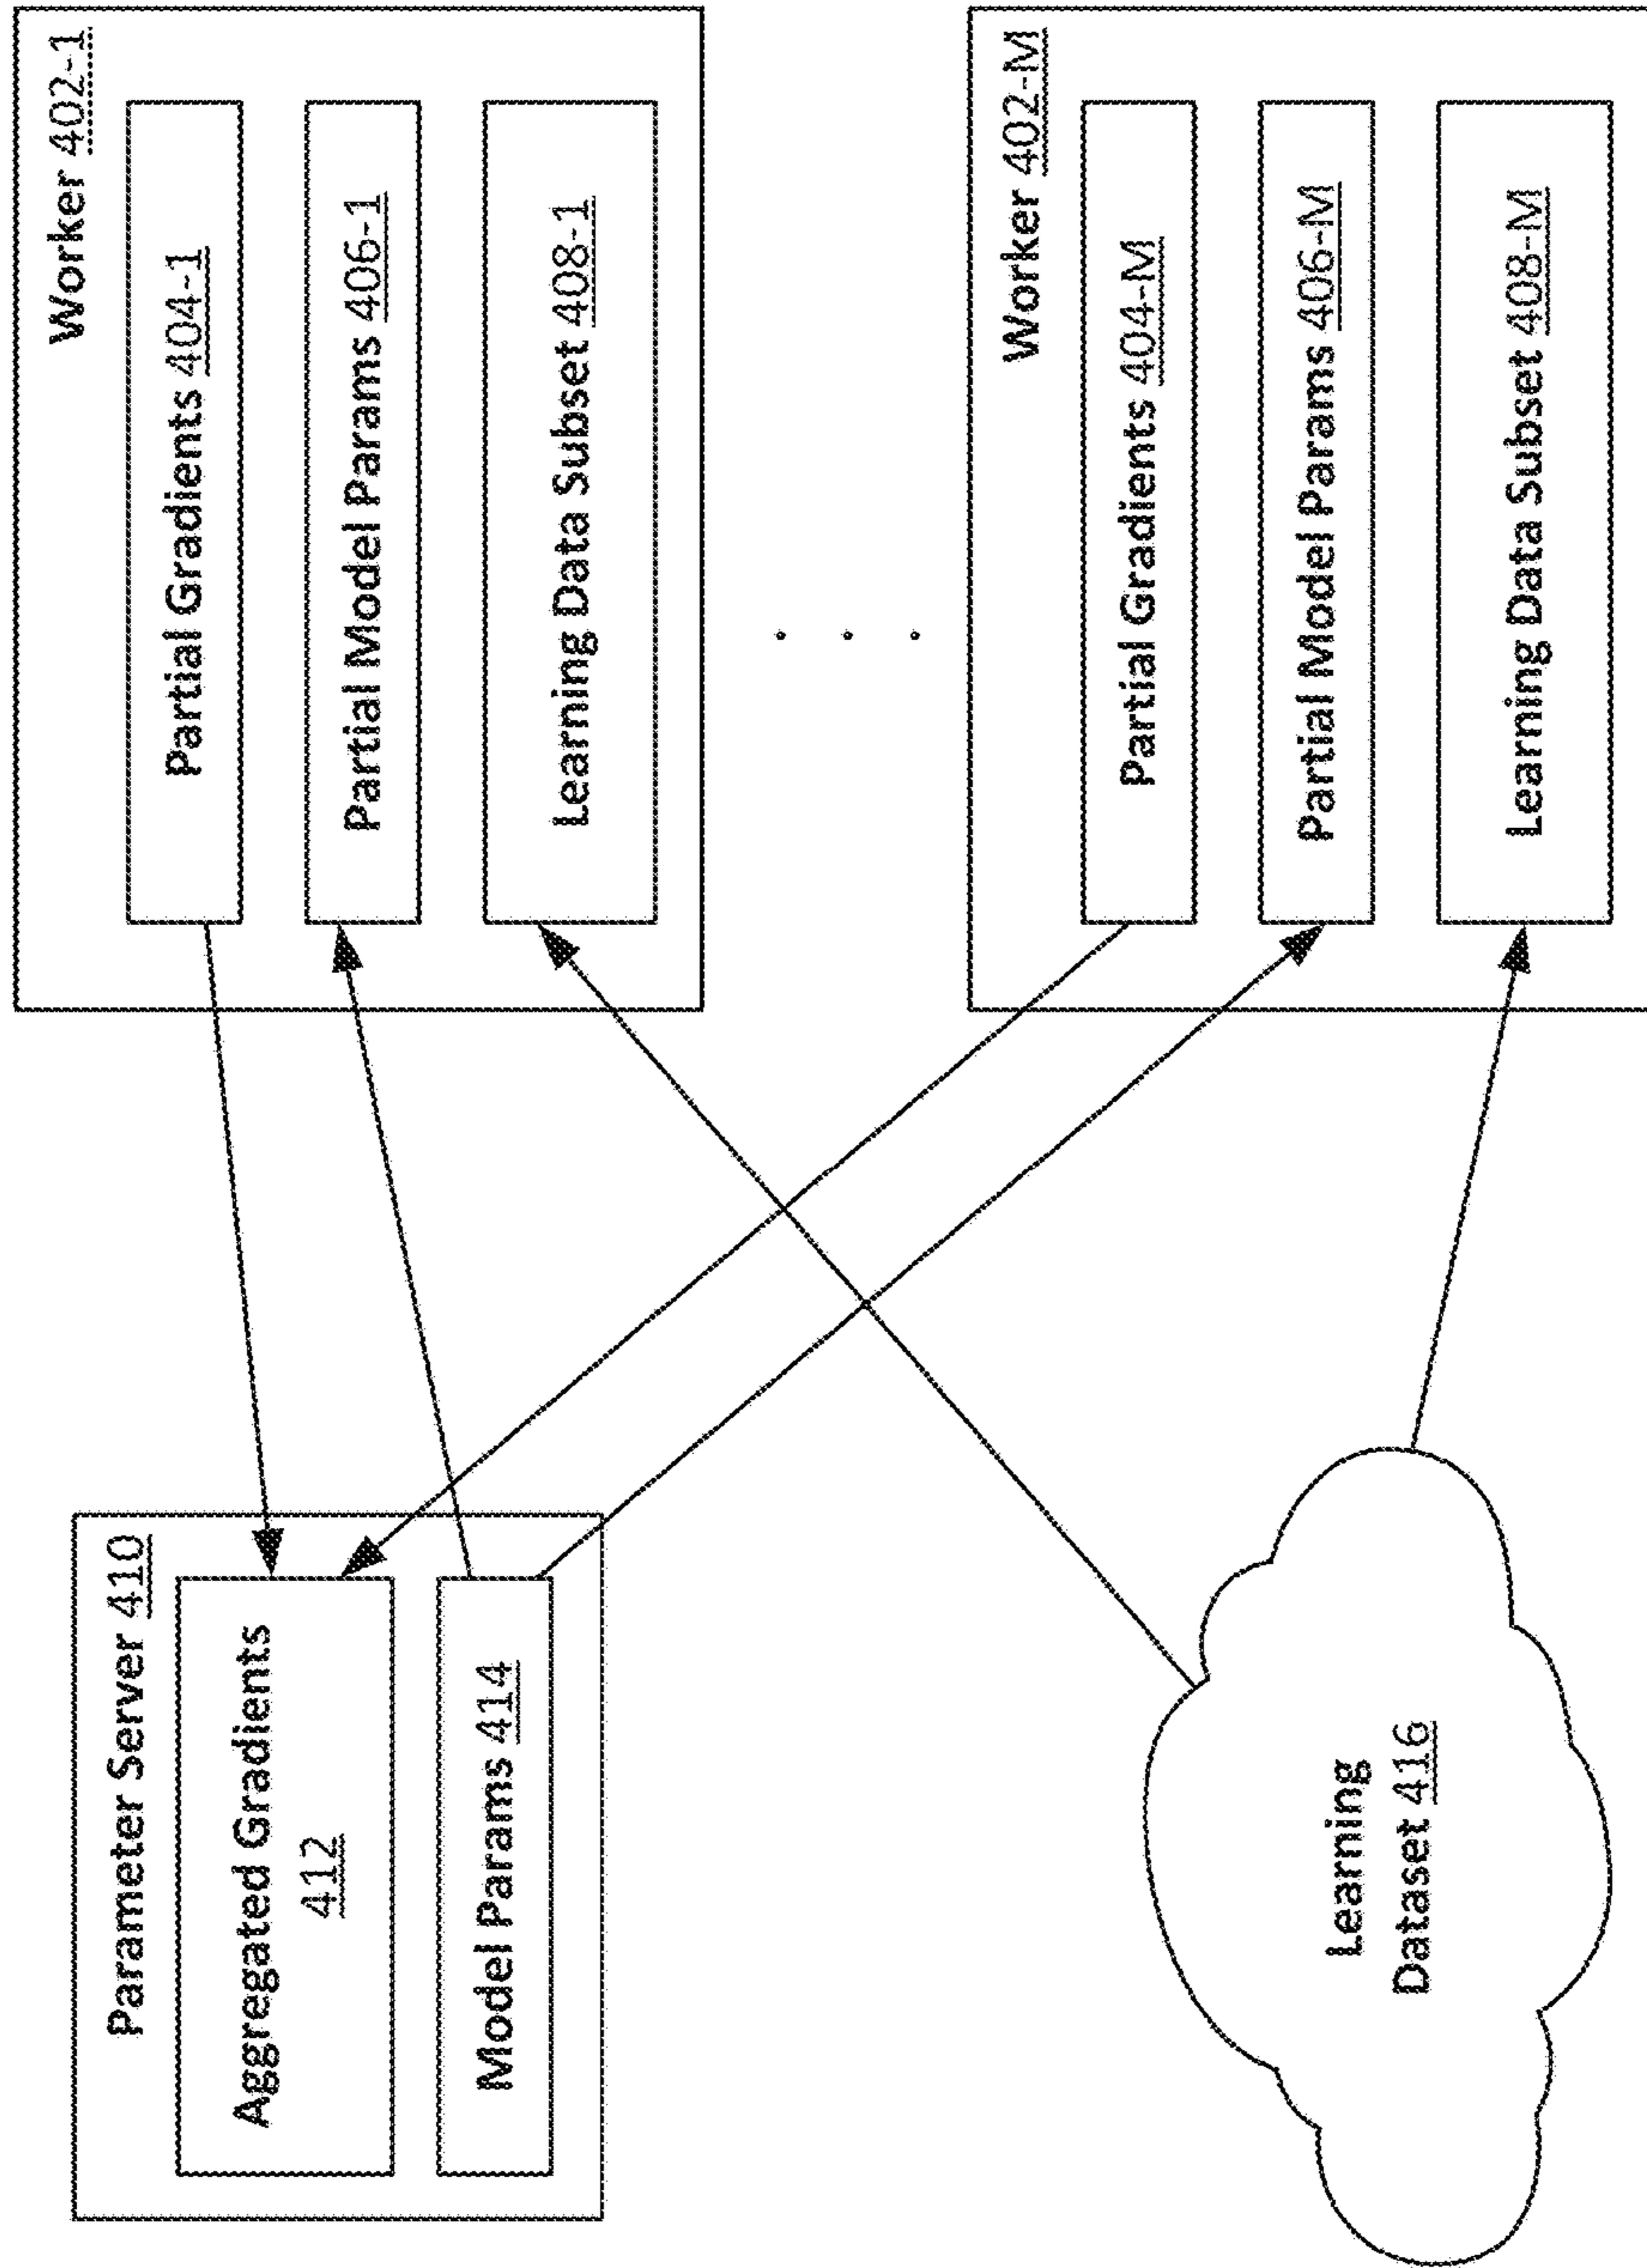 Parameter Server 410
Aggregated Gradients
412
Model Params 414
Learning
Dataset 416
Worker 402-1
Partial Gradients 404-1
Partial Model Params 406-1
Learning Data Subset 408-1
Worker 402-M
Partial Gradients 404-M
Partial Model Params 406-M
Learning Data Subset 408-M